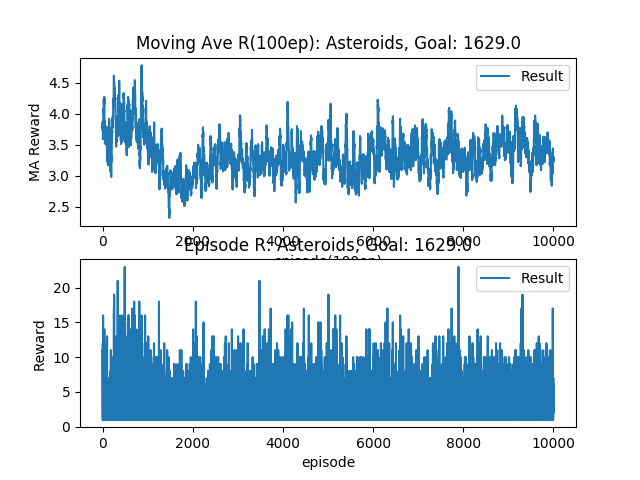 Moving Ave R(100ep): Asteroids, Goal: 1629.0
Result
4.5
4.0
3.5
3.0
2.5
MA Reward
0 2000 4000 6000 8000 10000
episode(100ep)
Episode R: Asteroids, Goal: 1629.0
Result
20
15
10
5
0
Reward
0 2000 4000 6000 8000 10000
episode